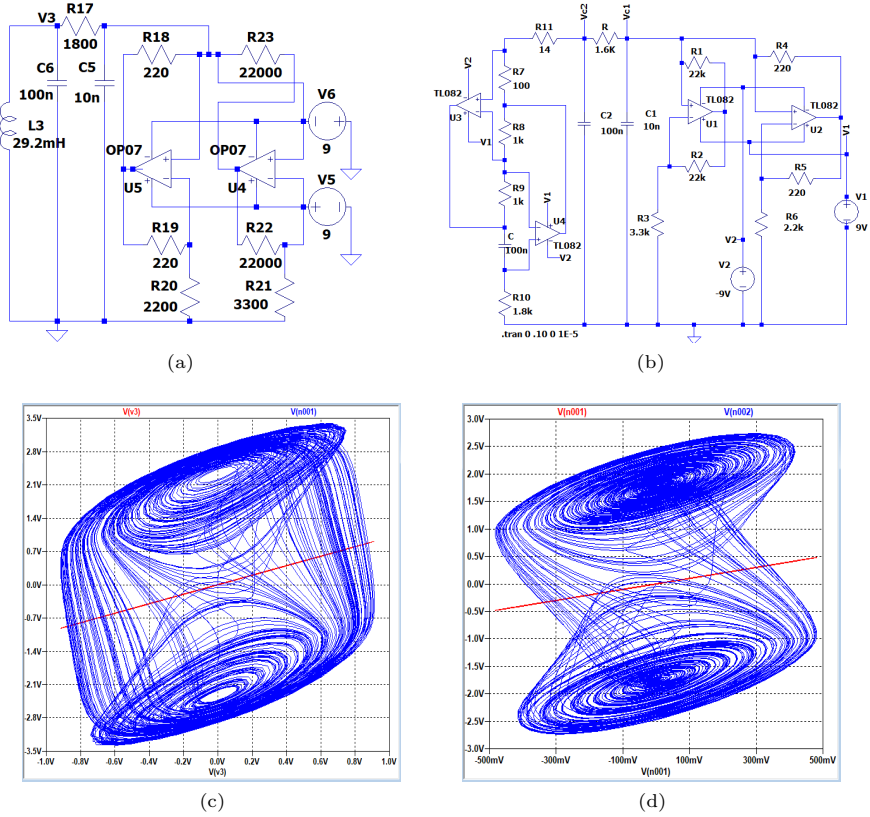 V3
R17
1800
R18
220
R23
22000
C6
100n
C5
10n
L3
29.2mH
V6
9
OP07
U5
OP07
U4
V5
9
R19
220
R22
22000
R20
2200
R21
3300
(a)
Vc2
Vc1
R11
14
R
1.6K
R1
22k
R4
220
V2
R7
100
TL082
U3
V1
R8
1k
C2
100n
C1
10n
TL082
U1
TL082
U2
V1
R2
22k
R5
220
R9
1k
V1
U4
TL082
V2
C
100n
R3
3.3k
R6
2.2k
V1
9V
V2
V2
-9V
R10
1.8k
.tran 0 .10 0 1E-5
(b)
V(v3) V(n001)
3.5V
2.8V
2.1V
1.4V
0.7V
0.0V
-0.7V
-1.4V
-2.1V
-2.8V
-3.5V
-1.0V -0.8V -0.6V -0.4V -0.2V 0.0V 0.2V 0.4V 0.6V 0.8V 1.0V
V(v3)
(c)
V(n001) V(n002)
3.0V
2.5V
2.0V
1.5V
1.0V
0.5V
0.0V
-0.5V
-1.0V
-1.5V
-2.0V
-2.5V
-3.0V
-500mV -300mV -100mV 100mV 300mV 500mV
V(n001)
(d)